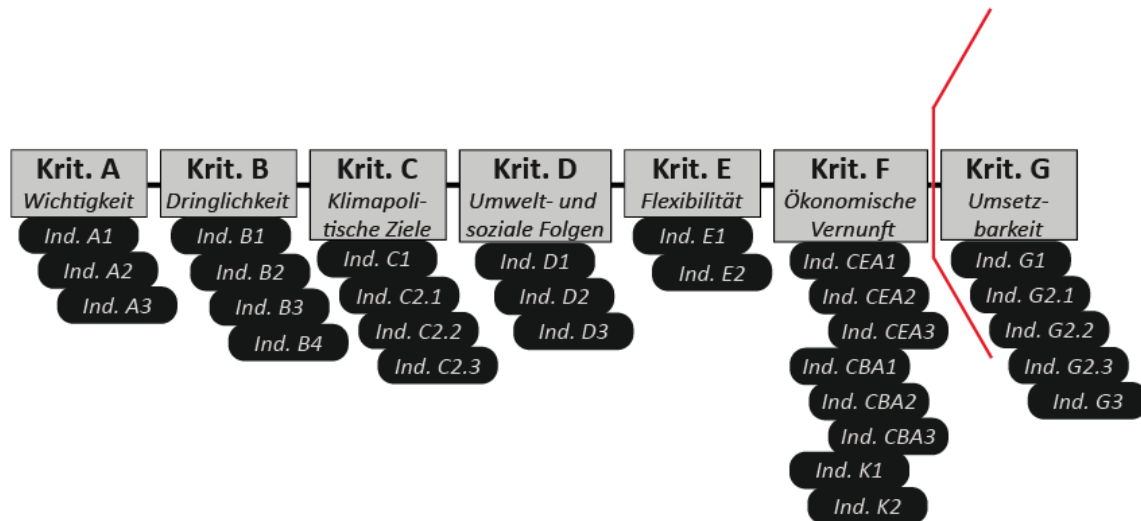 Krit. A
Wichtigkeit
Ind. A1
Ind. A2
Ind. A3
Krit. B
Dringlichkeit
Ind. B1
Ind. B2
Ind. B3
Ind. B4
Krit. C
Klimapoli-
tische Ziele
Ind. C1
Ind. C2.1
Ind. C2.2
Ind. C2.3
Krit. D
Umwelt- und
soziale Folgen
Ind. D1
Ind. D2
Ind. D3
Krit. E
Flexibilität
Ind. E1
Ind. E2
Krit. F
Ökonomische
Vernunft
Ind. CEA1
Ind. CEA2
Ind. CEA3
Ind. CBA1
Ind. CBA2
Ind. CBA3
Ind. K1
Ind. K2
Krit. G
Umsetz-
barkeit
Ind. G1
Ind. G2.1
Ind. G2.2
Ind. G2.3
Ind. G3